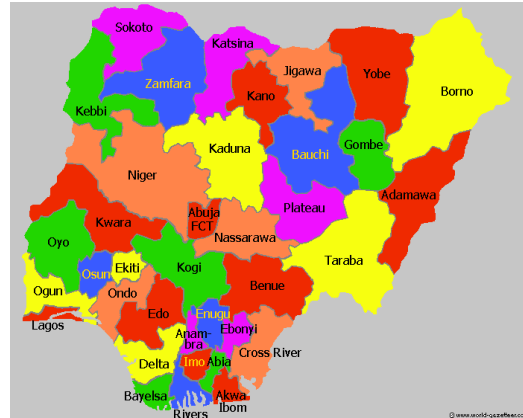 Sokoto
Katsina
Jigawa
Yobe
Borno
Zamfara
Kano
Kebbi
Kaduna
Bauchi
Gombe
Niger
Adamawa
Plateau
Abuja
FCT
Kwara
Nassarawa
Oyo
Taraba
Osun
Ekiti
Kogi
Benue
Ogun
Ondo
Edo
Enugu
Lagos
Anam-
bra
Ebonyi
Cross River
Delta
Imo
Abia
Bayelsa
Akwa
Ibom
Rivers